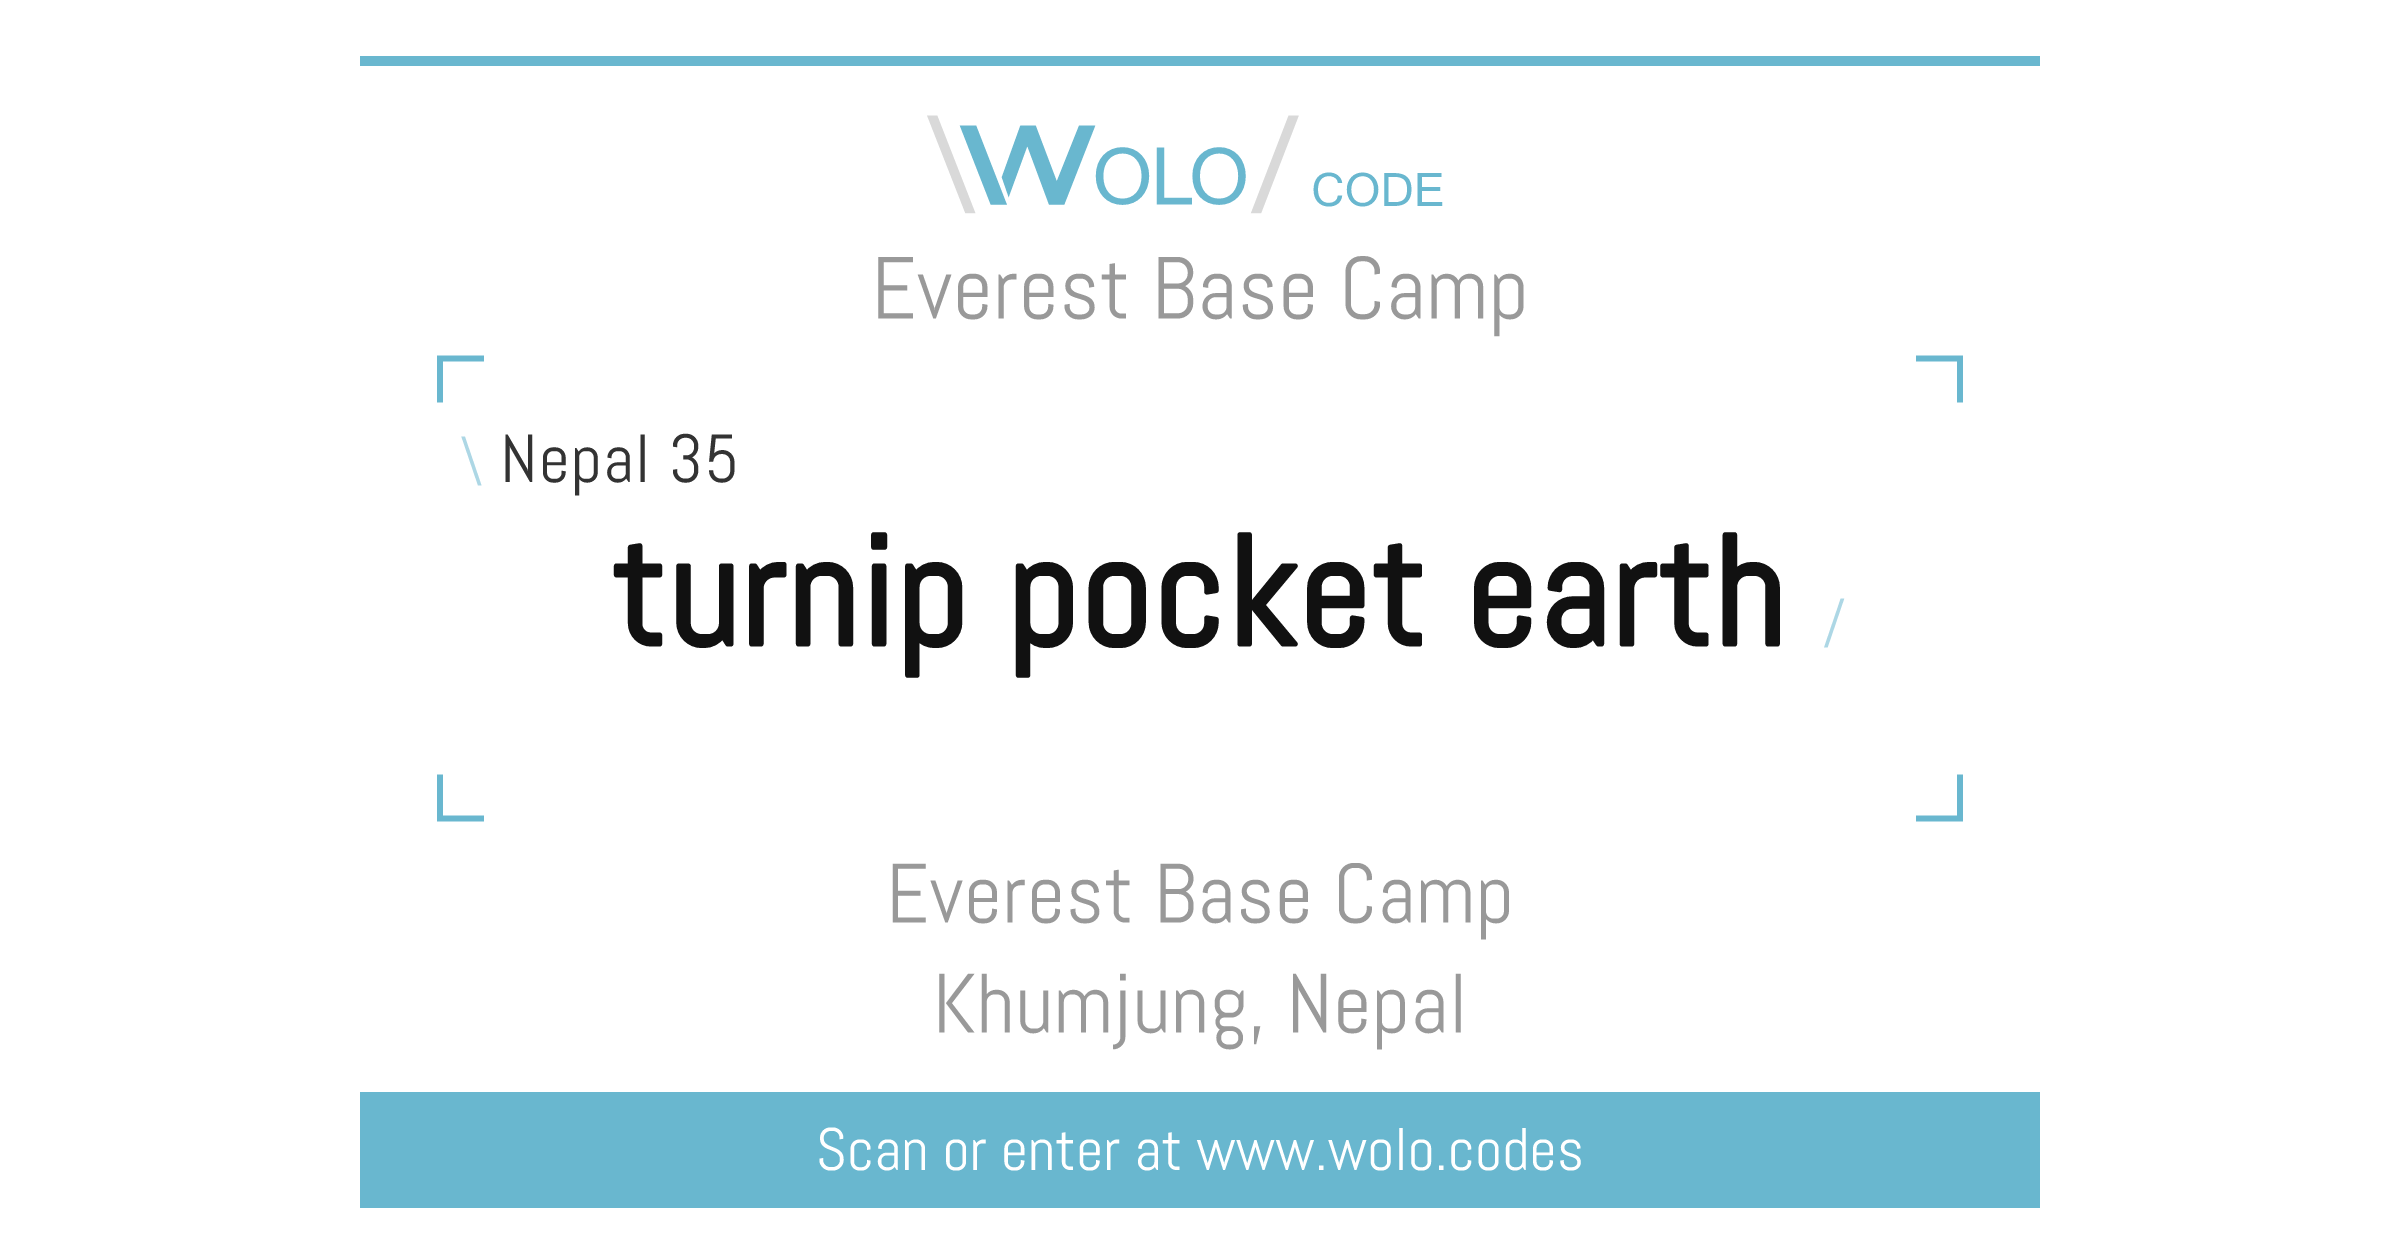 \WOLO/ CODE
Everest Base Camp
\ Nepal 35
turnip pocket earth /
Everest Base Camp
Khumjung, Nepal
Scan or enter at www.wolo.codes